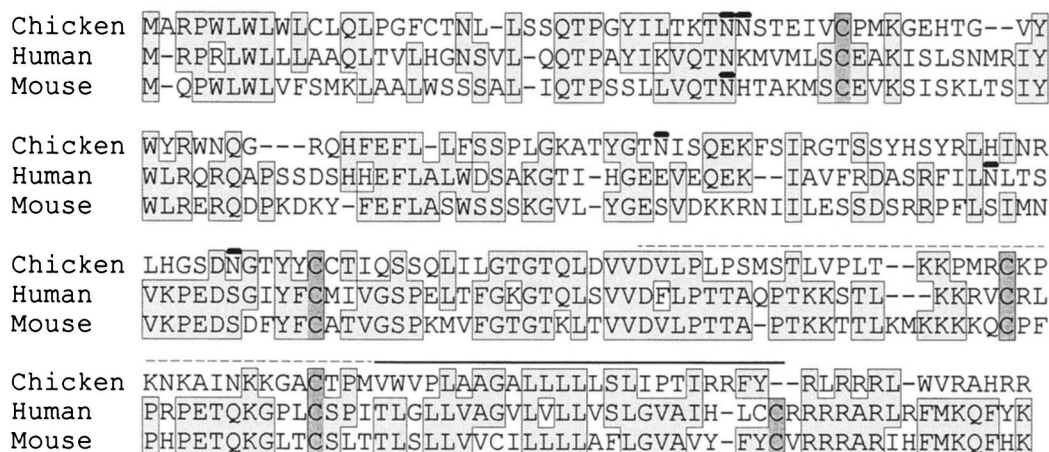 Chicken MARPWLWLWLCLQLPGFCTNL-LSSQTPGYILTKTNNSTEIVCPMKGEHTG--VY
Human M-RPRLWLLLAAQLTVLHGNSVL-QQTPAYIKVQTNKMVMLSCEAKISLSNMRIY
Mouse M-QPWLWLVFSMKLAALWSSSAL-IQTPSSLLVQTNHTAKMSCEVKSISKLTSIY
Chicken WYRWNQG---RQHFEFL-LFSSPLGKATYGTNISQEKFSIRGTSSYHSYRLHINR
Human WLRQRQAPSSDSHHEFLALWDSAKGTI-HGEEVEQEK--IAVFRDASRFILNLTS
Mouse WLRERQDPKDKY-FEFLASWSSSKGVL-YGESVDKKRNIILESSDSRRPFLSIMN
Chicken LHGSDNGTYYCCTIQSSQLILGTGTQLDVVDVLPLPSMSTLVPLT--KKPMRCKP
Human VKPEDSGIYFCMIVGSPELTFGKGTQLSVVDFLPTTAQPTKKSTL---KKRVCRL
Mouse VKPEDSDFYFCATVGSPKMVFGTGTKLTVVDVLPTTA-PTKKTTLKMKKKKQCPF
Chicken KNKAINKKGACTPMVWVPLAAGALLLLLSLIPTIRRFY--RLRRRL-WVRAHRR
Human PRPETQKGPLCSPITLGLLVAGVLVLLVSLGVAIH-LCCRRRRARLRFMKQFYK
Mouse PHPETQKGLTCSLTTLSLLVVCILLLLAFLGVAVY-FYCVRRRARIHFMKQFHK